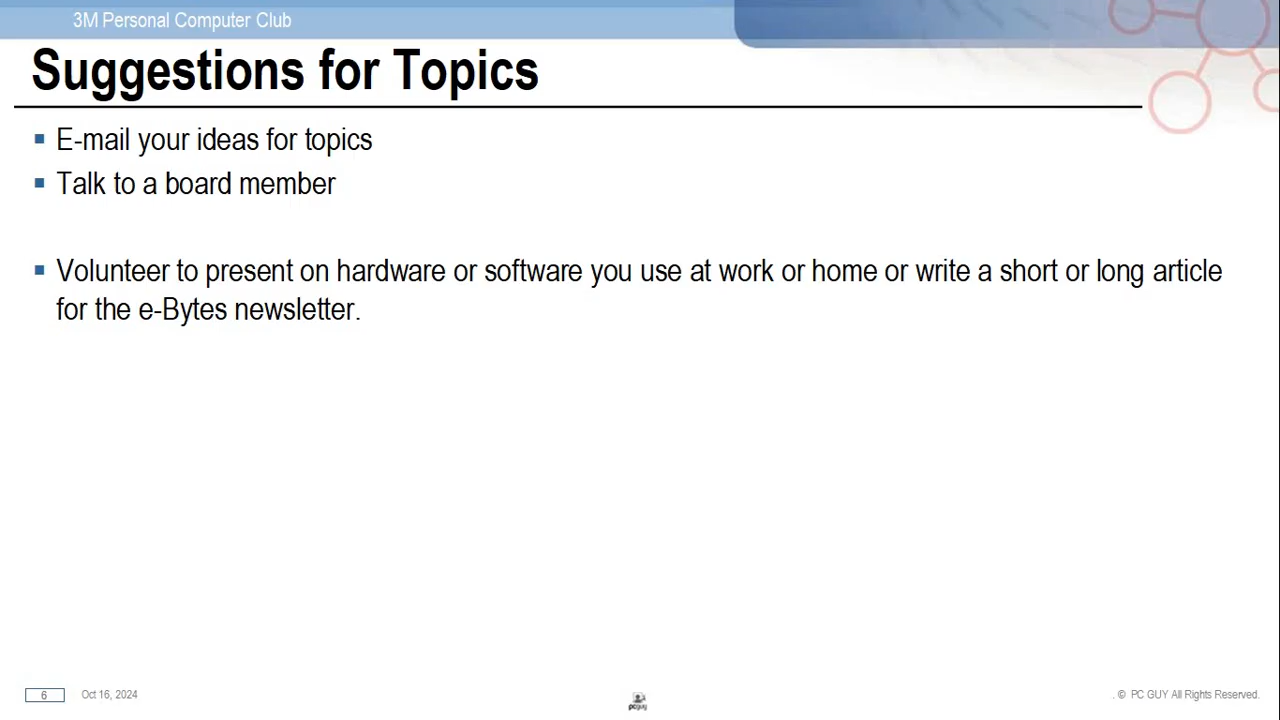 3M Personal Computer Club
Suggestions for Topics
▪ E-mail your ideas for topics
▪ Talk to a board member
▪ Volunteer to present on hardware or software you use at work or home or write a short or long article
for the e-Bytes newsletter.
6 Oct 16, 2024
pcguy
. © PC GUY All Rights Reserved.